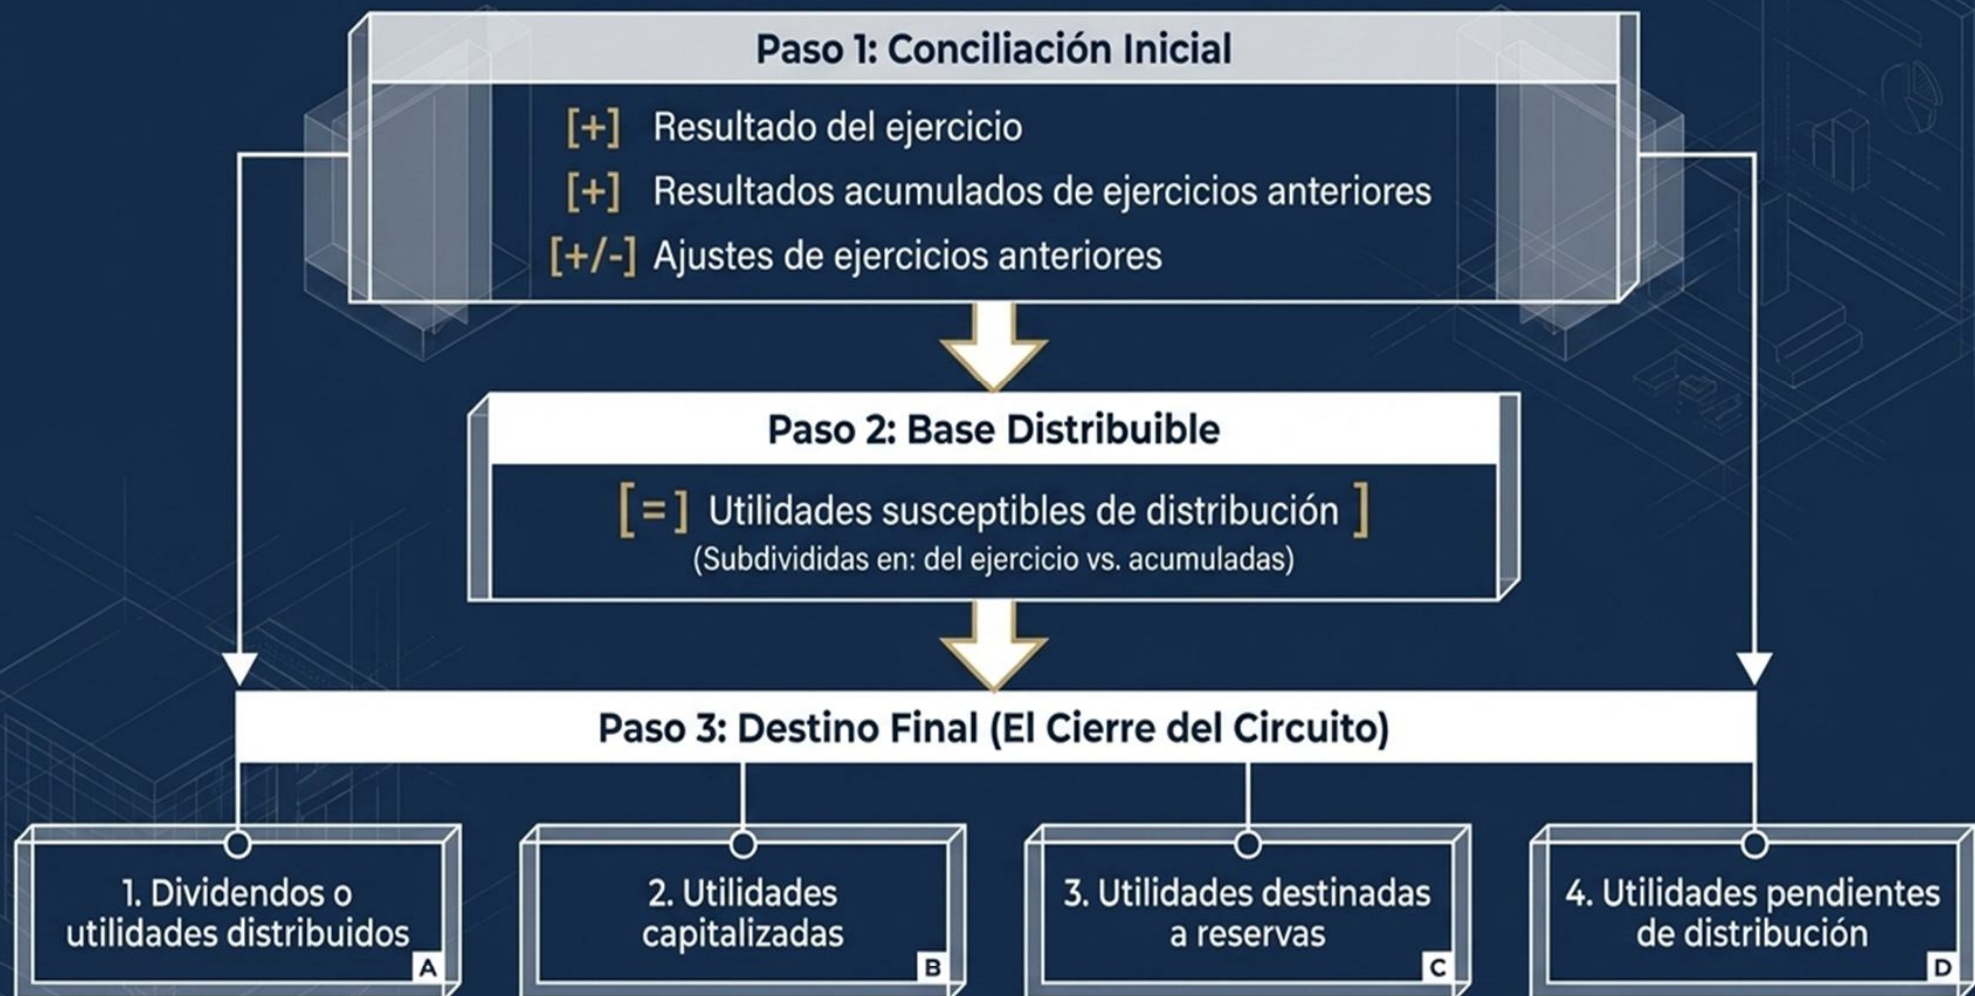 Paso 1: Conciliación Inicial
[+] Resultado del ejercicio
[+] Resultados acumulados de ejercicios anteriores
[+/-] Ajustes de ejercicios anteriores
Paso 2: Base Distribuible
[=] Utilidades susceptibles de distribución ]
(Subdivididas en: del ejercicio vs. acumuladas)
Paso 3: Destino Final (El Cierre del Circuito)
1. Dividendos o
utilidades distribuidos
A
2. Utilidades
capitalizadas
B
3. Utilidades destinadas
a reservas
C
4. Utilidades pendientes
de distribución
D